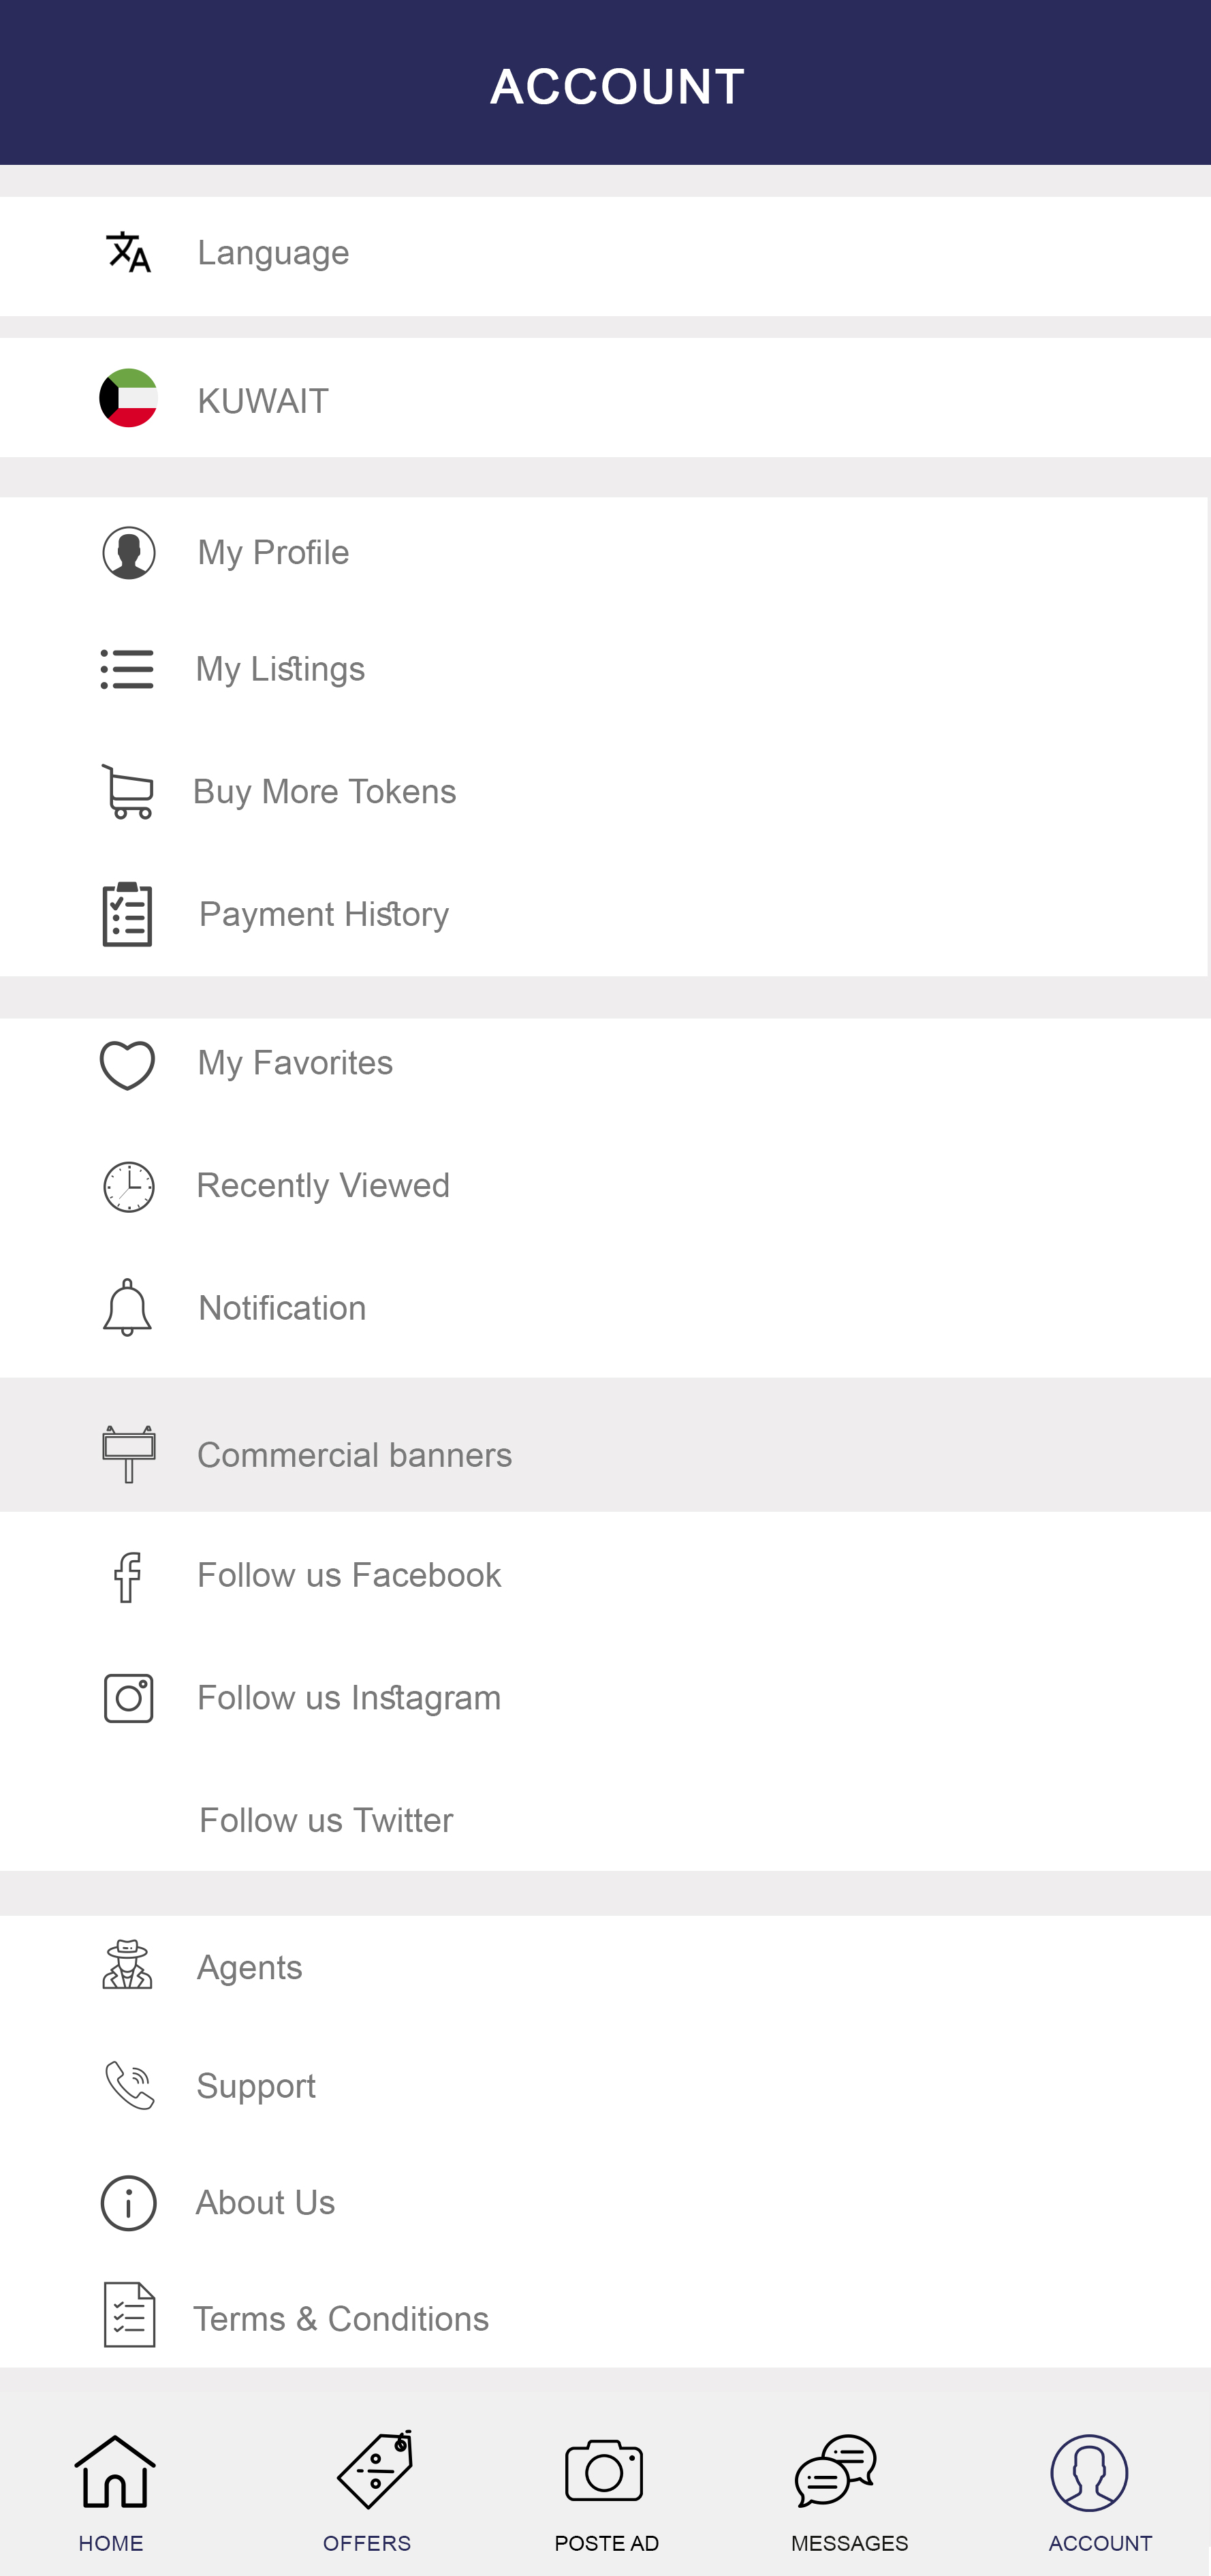 ACCOUNT
Language
KUWAIT
My Profile
My Listings
Buy More Tokens
Payment History
My Favorites
Recently Viewed
Notification
Commercial banners
Follow us Facebook
Follow us Instagram
Follow us Twitter
Agents
Support
About Us
Terms & Conditions
HOME OFFERS POSTE AD MESSAGES ACCOUNT